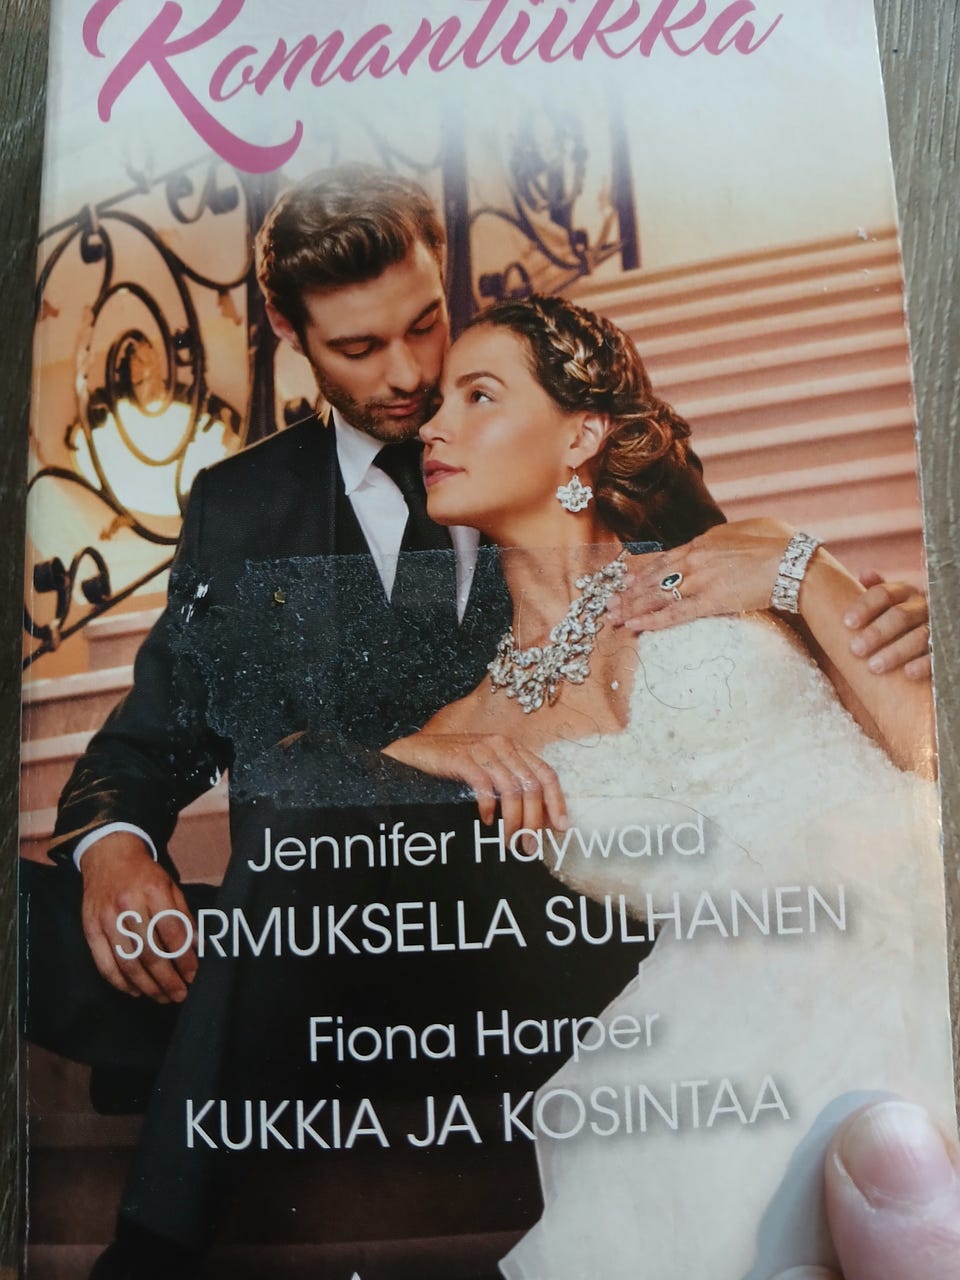 Romantiikka
Jennifer Hayward
SORMUKSELLA SULHANEN
Fiona Harper
KUKKIA JA KOSINTAA